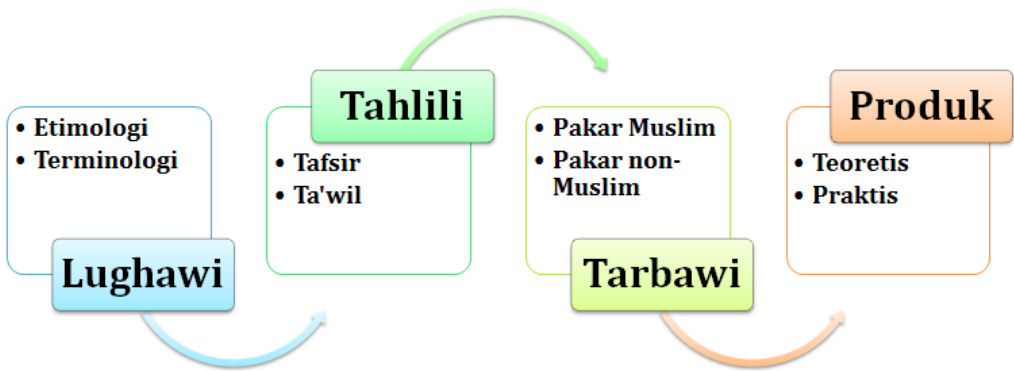 • Etimologi
• Terminologi
Lughawi
Tahlili
• Tafsir
• Ta'wil
• Pakar Muslim
• Pakar non-
Muslim
Tarbawi
Produk
• Teoretis
• Praktis